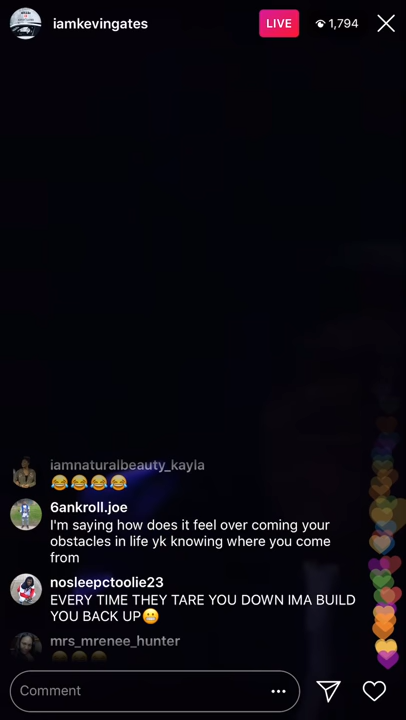 iamkevingates
LIVE
1,794
iamnaturalbeauty_kayla
😂😂😂😂
6ankroll.joe
I'm saying how does it feel over coming your
obstacles in life yk knowing where you come
from
nosleepctoolie23
EVERY TIME THEY TARE YOU DOWN IMA BUILD
YOU BACK UP😬
mrs_mrenee_hunter
Comment